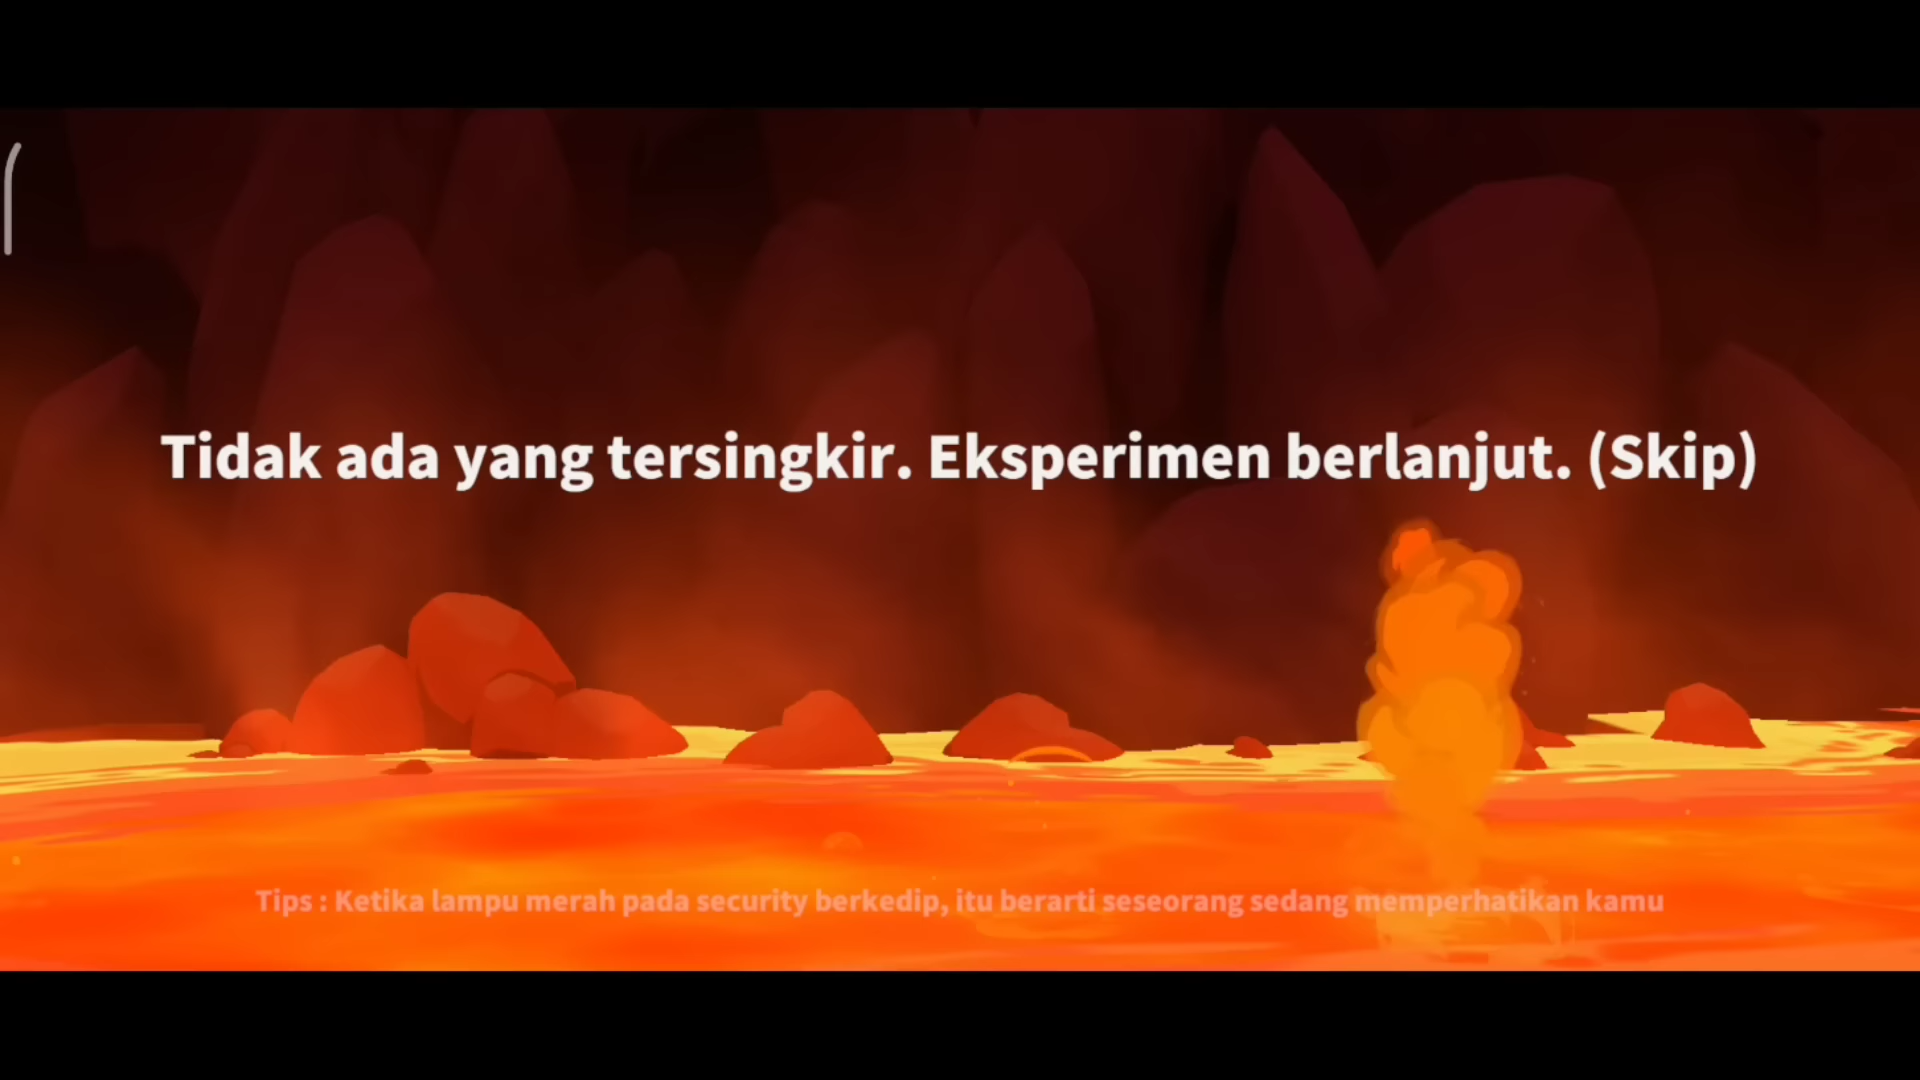 Tidak ada yang tersingkir. Eksperimen berlanjut. (Skip)
Tips : Ketika lampu merah pada security berkedip, itu berarti seseorang sedang memperhatikan kamu